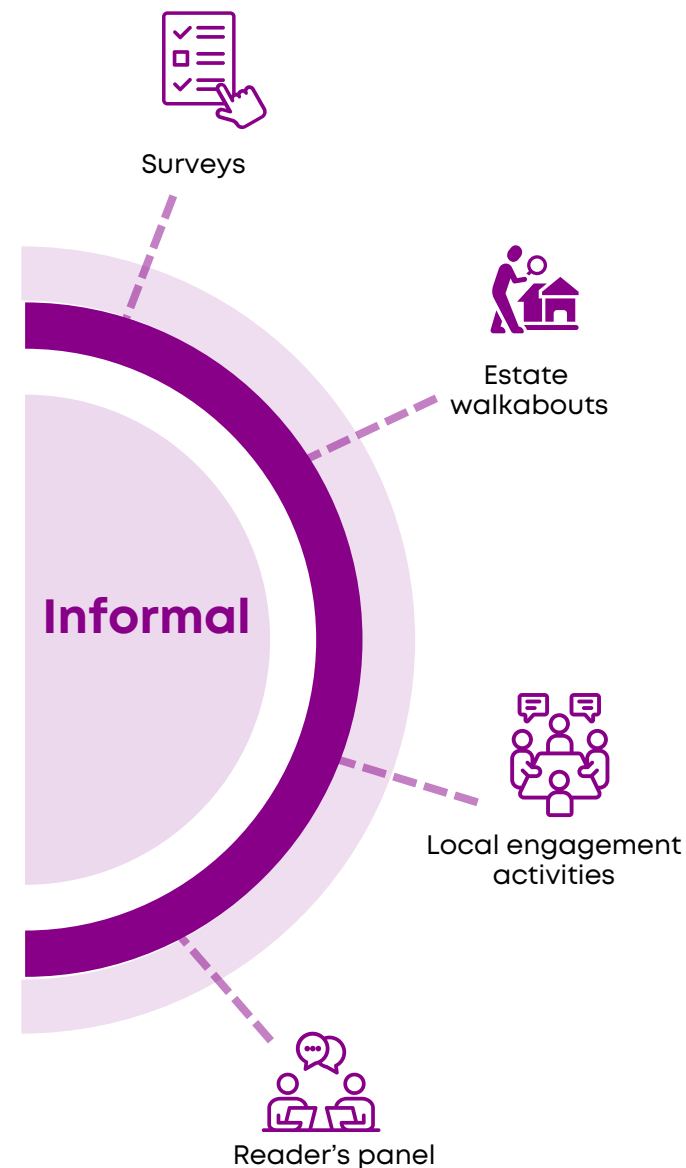 Surveys
Estate
walkabouts
Informal
Local engagement
activities
Reader’s panel